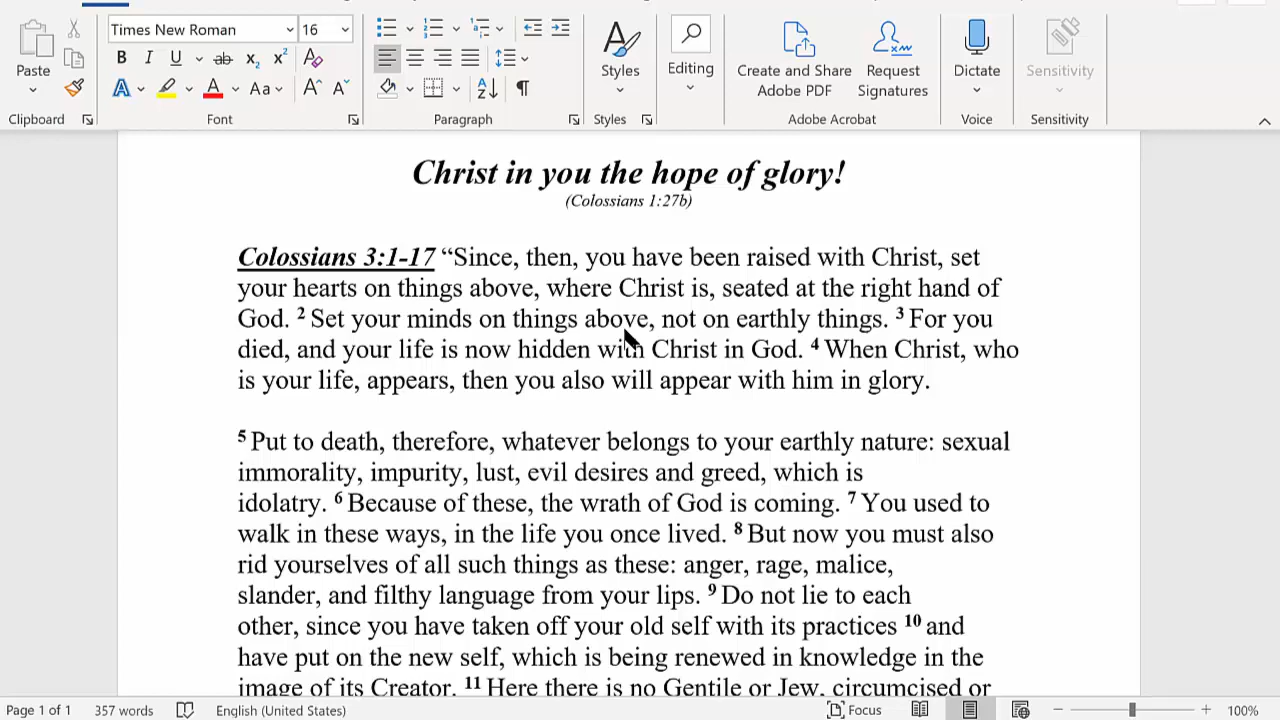 Times New Roman
16
Paste
B I U ab x2 x2 A
A A Aa A A
A Z ¶
Styles
Editing
Create and Share Adobe PDF
Request Signatures
Dictate
Sensitivity
Clipboard
Font
Paragraph
Styles
Adobe Acrobat
Voice
Sensitivity
Christ in you the hope of glory!
(Colossians 1:27b)
Colossians 3:1-17 “Since, then, you have been raised with Christ, set
your hearts on things above, where Christ is, seated at the right hand of
God. 2 Set your minds on things above, not on earthly things. 3 For you
died, and your life is now hidden with Christ in God. 4 When Christ, who
is your life, appears, then you also will appear with him in glory.
5 Put to death, therefore, whatever belongs to your earthly nature: sexual
immorality, impurity, lust, evil desires and greed, which is
idolatry. 6 Because of these, the wrath of God is coming. 7 You used to
walk in these ways, in the life you once lived. 8 But now you must also
rid yourselves of all such things as these: anger, rage, malice,
slander, and filthy language from your lips. 9 Do not lie to each
other, since you have taken off your old self with its practices 10 and
have put on the new self, which is being renewed in knowledge in the
image of its Creator. 11 Here there is no Gentile or Jew, circumcised or
Page 1 of 1
357 words
English (United States)
Focus
100%